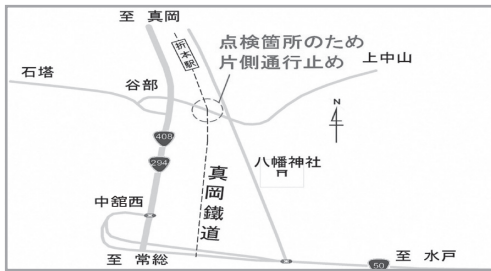 至 真岡
折本駅
点検箇所のため
片側通行止め
上中山
石塔
谷部
N
408
294
八幡神社
真岡鐵道
中舘西
至 常総
至 水戸
50